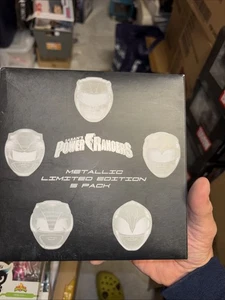 POWER RANGERS
METALLIC
LIMITED EDITION
5 PACK